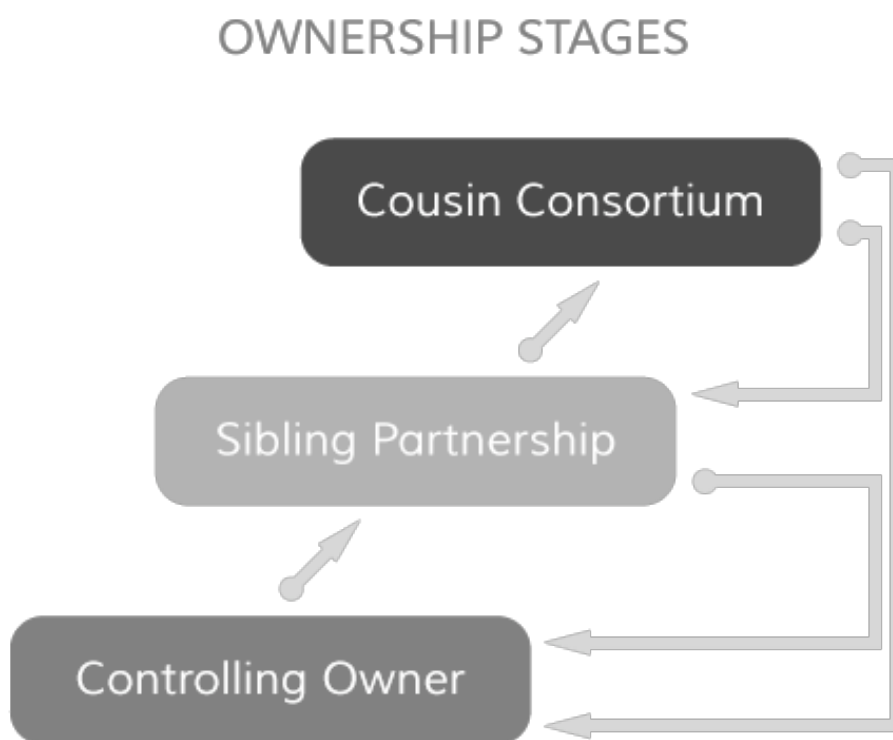 OWNERSHIP STAGES
Cousin Consortium
Sibling Partnership
Controlling Owner